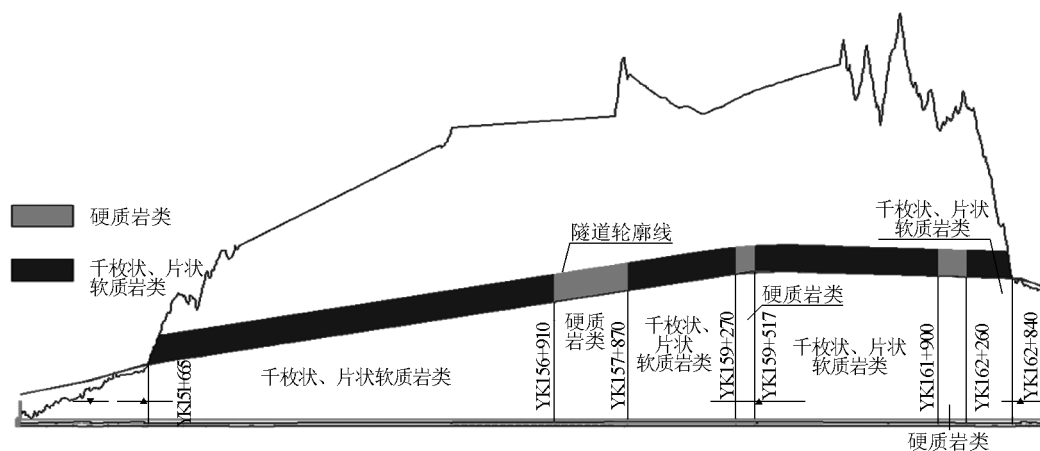 硬质岩类
千枚状、片状
软质岩类
隧道轮廓线
千枚状、片状
软质岩类
硬质岩类
硬质
岩类
千枚状、
片状
软质岩类
千枚状、片状
软质岩类
千枚状、片状软质岩类
YK151+665
YK156+910
YK157+870
YK159+270
YK159+517
YK161+900
YK162+260
YK162+840
硬质岩类